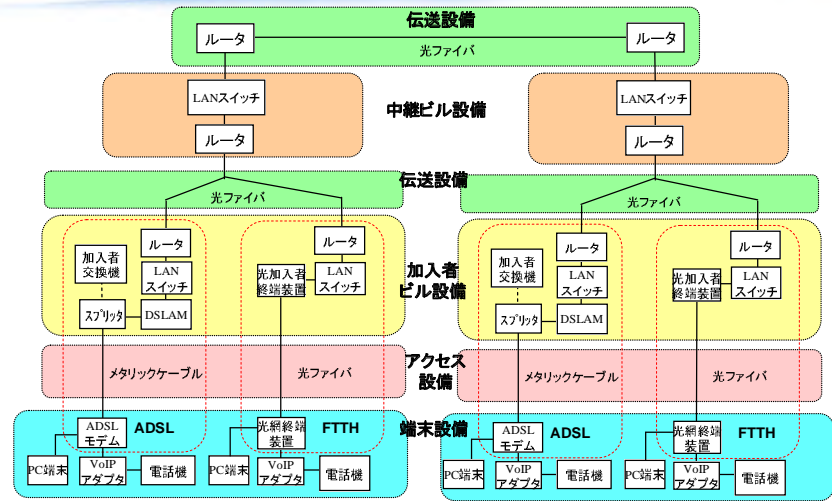 伝送設備
ルータ
ルータ
光ファイバ
LANスイッチ
LANスイッチ
中継ビル設備
ルータ
ルータ
伝送設備
光ファイバ
光ファイバ
ルータ
ルータ
ルータ
ルータ
加入者
交換機
LAN
スイッチ
光加入者
終端装置
LAN
スイッチ
加入者
ビル設備
加入者
交換機
LAN
スイッチ
光加入者
終端装置
LAN
スイッチ
スプリッタ
DSLAM
スプリッタ
DSLAM
アクセス
設備
メタリックケーブル
光ファイバ
メタリックケーブル
光ファイバ
端末設備
ADSL
モデム
ADSL
光網終端
装置
FTTH
ADSL
モデム
ADSL
光網終端
装置
FTTH
PC端末
VoIP
アダプタ
電話機
PC端末
VoIP
アダプタ
電話機
PC端末
VoIP
アダプタ
電話機
PC端末
VoIP
アダプタ
電話機